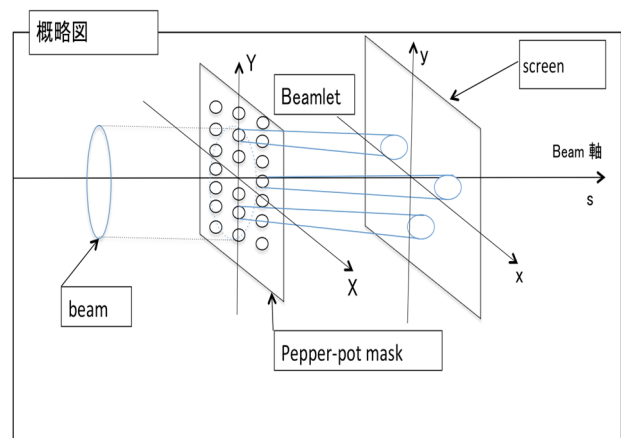 概略図
Y
y
screen
Beamlet
Beam 軸
s
X
x
beam
Pepper-pot mask